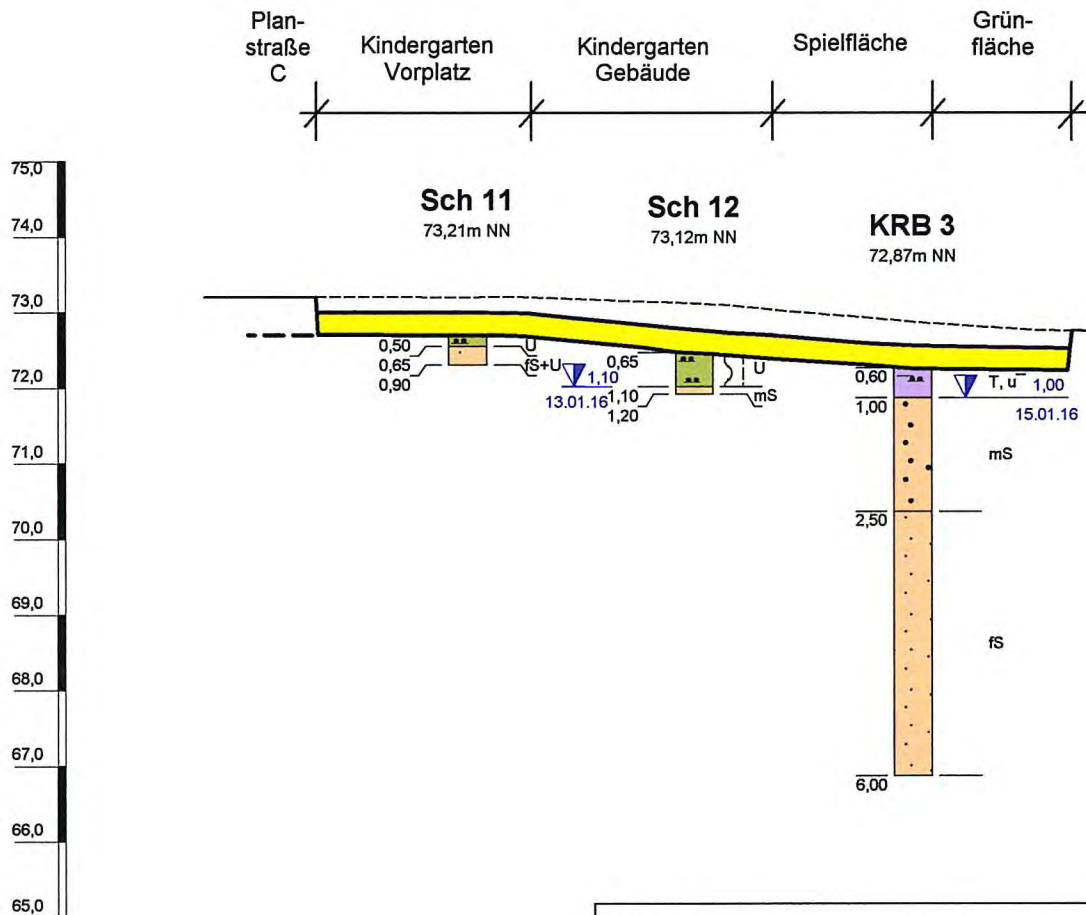 Plan-
straße
C
Kindergarten
Vorplatz
Kindergarten
Gebäude
Spielfläche
Grün-
fläche
75,0
74,0
73,0
72,0
71,0
70,0
69,0
68,0
67,0
66,0
65,0
Sch 11
73,21m NN
0,50
U
0,65
fS+U
0,90
1,10
13.01.16
Sch 12
73,12m NN
0,65
U
1,10
mS
1,20
KRB 3
72,87m NN
0,60
T, u¯
1,00
1,00
15.01.16
mS
2,50
fS
6,00